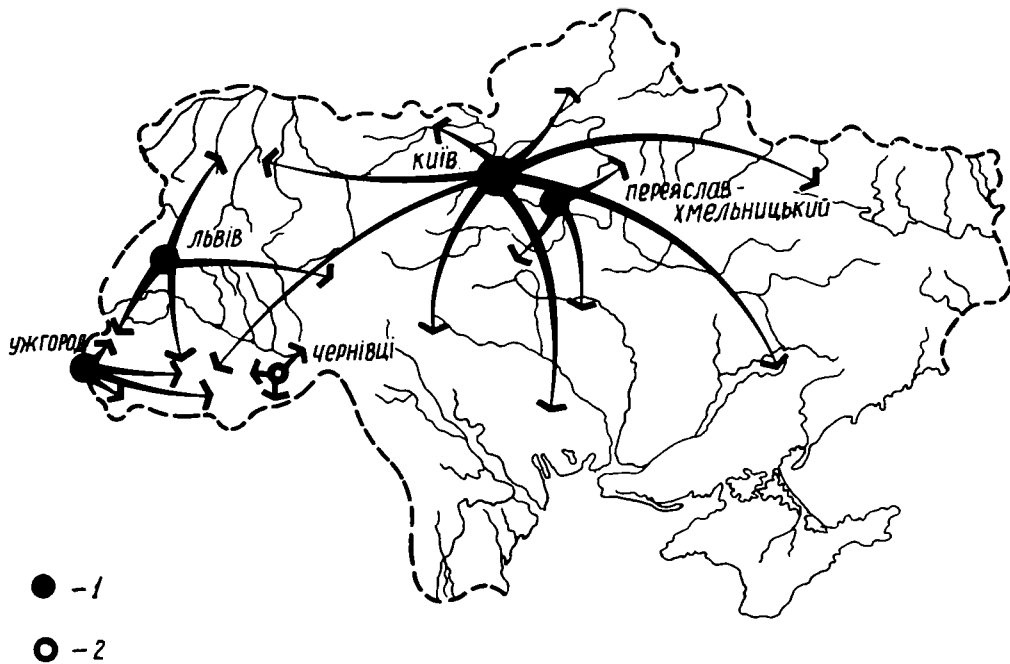 КИЇВ
ПЕРЕЯСЛАВ-
ХМЕЛЬНИЦЬКИЙ
ЛЬВІВ
УЖГОРОД
ЧЕРНІВЦІ
-1
-2